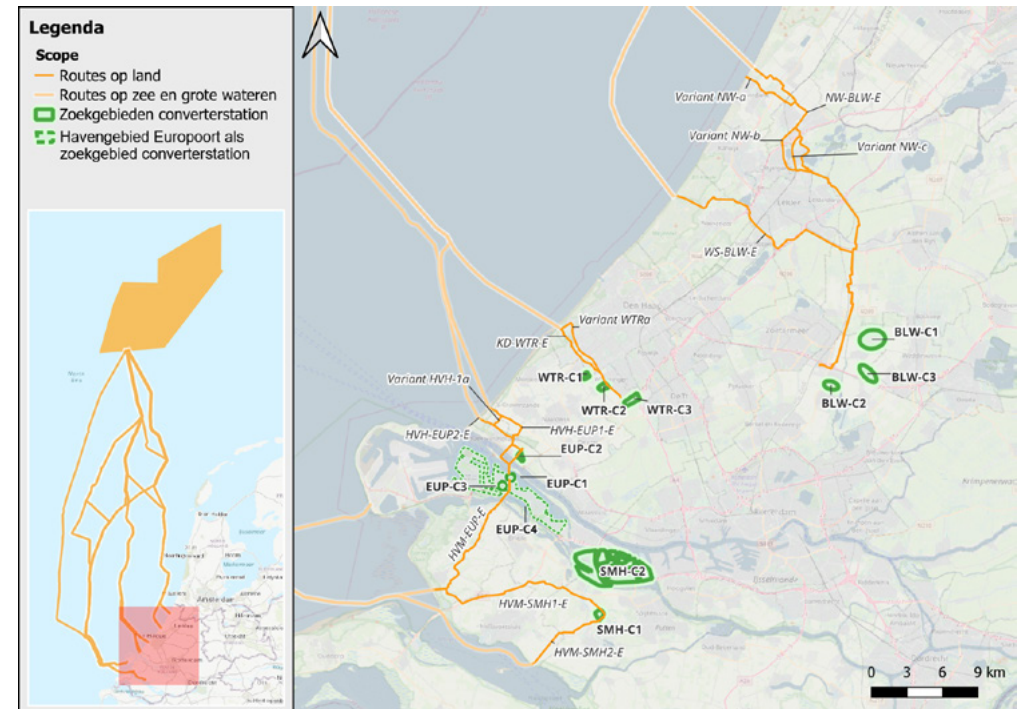 Legenda
Scope
Routes op land
Routes op zee en grote wateren
Zoekgebieden converterstation
Havengebied Europoort als
zoekgebied converterstation
Variant NW-a
NW-BLW-E
Variant NW-b
Variant NW-c
WS-BLW-E
Variant WTRa
KD-WTR-E
BLW-C1
WTR-C1
BLW-C3
Variant HVH-1a
WTR-C2
WTR-C3
BLW-C2
HVH-EUP2-E
HVH-EUP1-E
EUP-C2
EUP-C3
EUP-C1
EUP-C4
HVM-EUP-E
SMH-C2
HVM-SMH1-E
SMH-C1
HVM-SMH2-E
Amsterdam
Zoetermeer
0 3 6 9 km